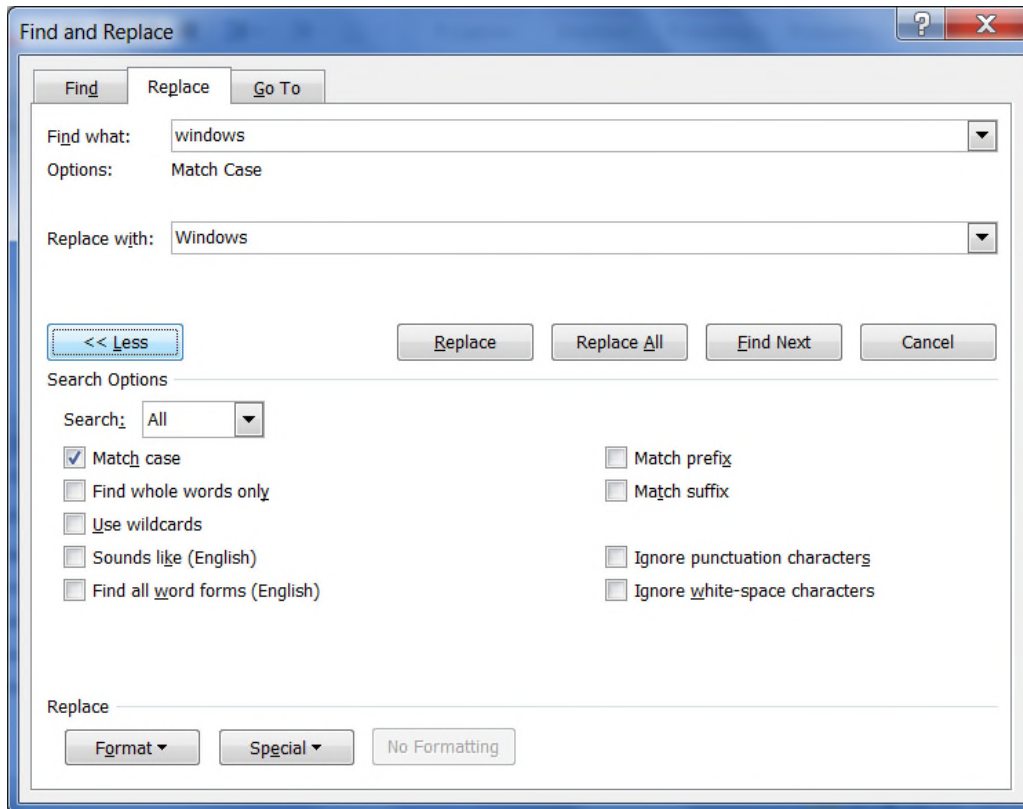 Find and Replace
Find Replace Go To
Find what: windows
Options: Match Case
Replace with: Windows
<< Less Replace Replace All Find Next Cancel
Search Options
Search: All
Match case Match prefix
Find whole words only Match suffix
Use wildcards
Sounds like (English) Ignore punctuation characters
Find all word forms (English) Ignore white-space characters
Replace
Format Special No Formatting